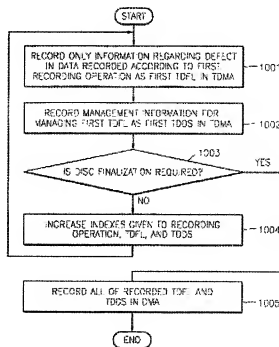 START
RECORD ONLY INFORMATION REGARDING DEFECT
IN DATA RECORDED ACCORDING TO FIRST
RECORDING OPERATION AS FIRST TDFL IN TDMA
1001
RECORD MANAGEMENT INFORMATION FOR
MANAGING FIRST TDFL AS FIRST TDDS IN TDMA
1002
1003
IS DISC FINALIZATION REQUIRED?
YES
NO
INCREASE INDEXES GIVEN TO RECORDING
OPERATION, TDFL, AND TDDS
1004
RECORD ALL OF RECORDED TDFL AND
TDDS IN DMA
1005
END